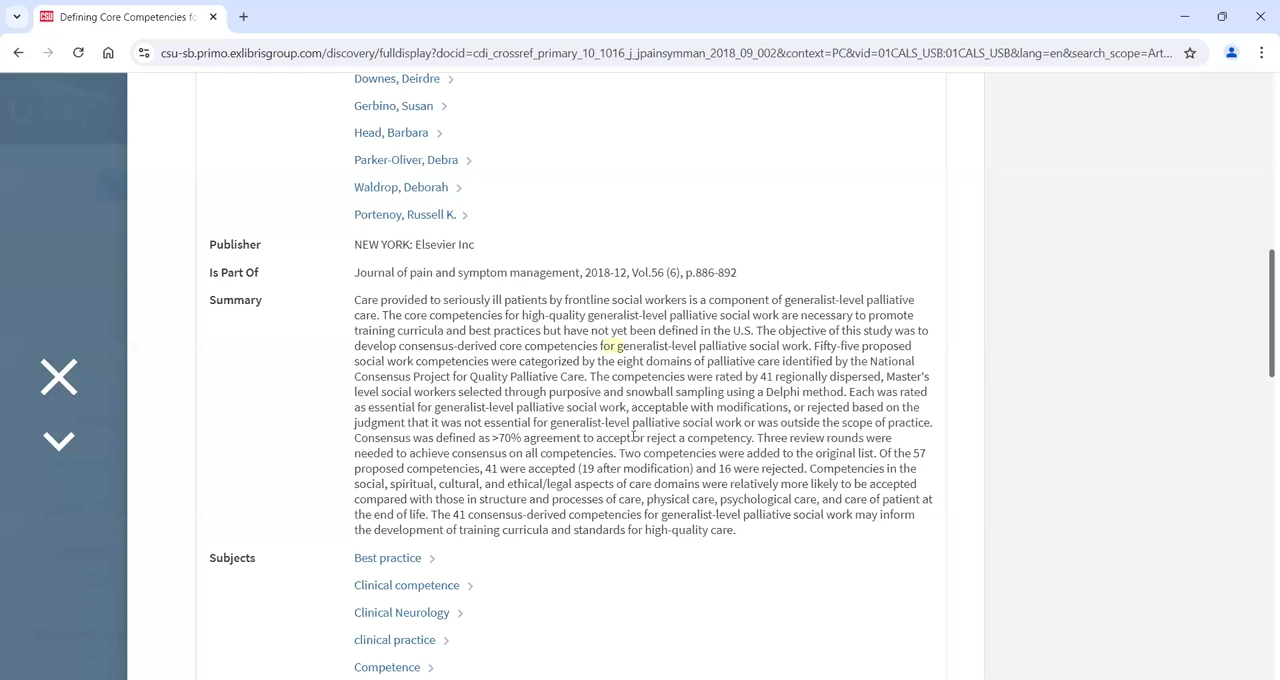 CSU Defining Core Competencies fo
csu-sb.primo.exlibrisgroup.com/discovery/fulldisplay?docid=cdi_crossref_primary_10_1016_j_jpainsymman_2018_09_002&context=PC&vid=01CALS_USB:01CALS_USB&lang=en&search_scope=Art...
Downes, Deirdre
Gerbino, Susan
Head, Barbara
Parker-Oliver, Debra
Waldrop, Deborah
Portenoy, Russell K.
Publisher NEW YORK: Elsevier Inc
Is Part Of Journal of pain and symptom management, 2018-12, Vol.56 (6), p.886-892
Summary Care provided to seriously ill patients by frontline social workers is a component of generalist-level palliative
care. The core competencies for high-quality generalist-level palliative social work are necessary to promote
training curricula and best practices but have not yet been defined in the U.S. The objective of this study was to
develop consensus-derived core competencies for generalist-level palliative social work. Fifty-five proposed
social work competencies were categorized by the eight domains of palliative care identified by the National
Consensus Project for Quality Palliative Care. The competencies were rated by 41 regionally dispersed, Master's
level social workers selected through purposive and snowball sampling using a Delphi method. Each was rated
as essential for generalist-level palliative social work, acceptable with modifications, or rejected based on the
judgment that it was not essential for generalist-level palliative social work or was outside the scope of practice.
Consensus was defined as >70% agreement to accept or reject a competency. Three review rounds were
needed to achieve consensus on all competencies. Two competencies were added to the original list. Of the 57
proposed competencies, 41 were accepted (19 after modification) and 16 were rejected. Competencies in the
social, spiritual, cultural, and ethical/legal aspects of care domains were relatively more likely to be accepted
compared with those in structure and processes of care, physical care, psychological care, and care of patient at
the end of life. The 41 consensus-derived competencies for generalist-level palliative social work may inform
the development of training curricula and standards for high-quality care.
Subjects Best practice
Clinical competence
Clinical Neurology
clinical practice
Competence